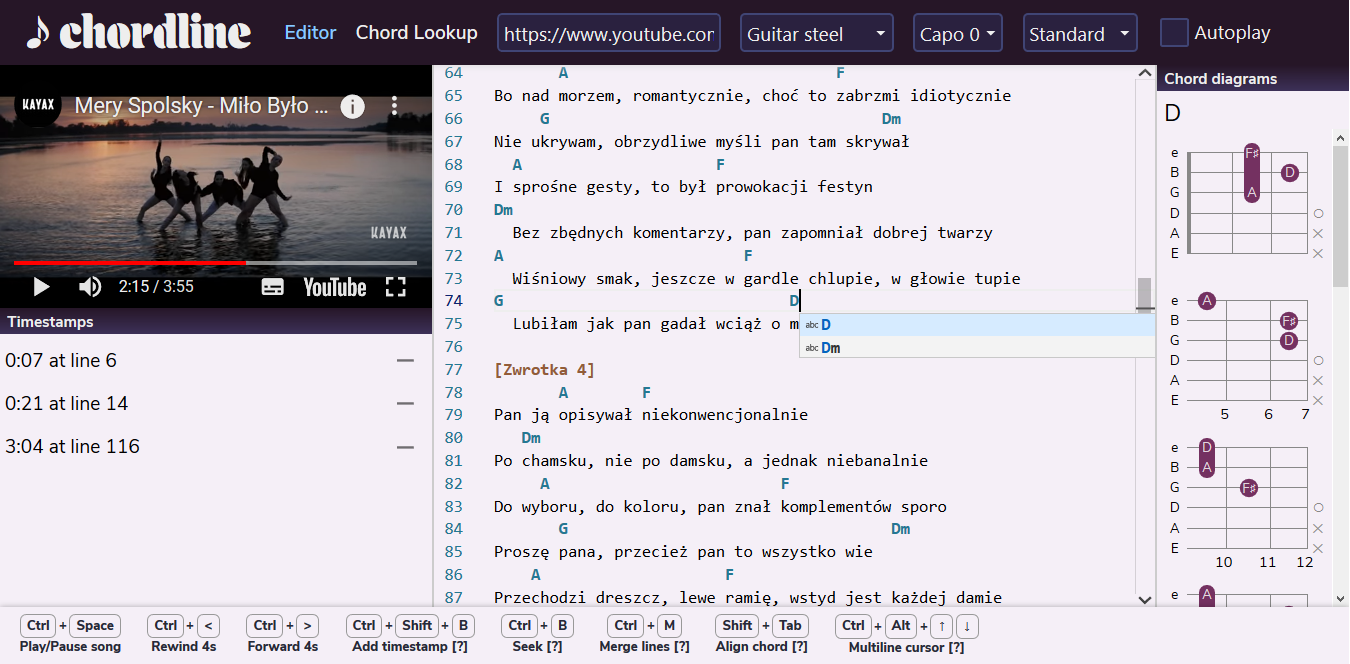 chordline
Editor Chord Lookup https://www.youtube.cor Guitar steel Capo 0 Standard Autoplay
KAYAX Mery Spolsky - Miło Było ...
KAYAX
2:15 / 3:55 YouTube
Timestamps
0:07 at line 6
0:21 at line 14
3:04 at line 116
64 A F
65 Bo nad morzem, romantycznie, choć to zabrzmi idiotycznie
66 G Dm
67 Nie ukrywam, obrzydliwe myśli pan tam skrywał
68 A F
69 I sprośne gesty, to był prowokacji festyn
70 Dm
71 Bez zbędnych komentarzy, pan zapomniał dobrej twarzy
72 A F
73 Wiśniowy smak, jeszcze w gardle chlupie, w głowie tupie
74 G D
75 Lubiłam jak pan gadał wciąż o m
abc D
abc Dm
76
77 [Zwrotka 4]
78 A F
79 Pan ją opisywał niekonwencjonalnie
80 Dm
81 Po chamsku, nie po damsku, a jednak niebanalnie
82 A F
83 Do wyboru, do koloru, pan znał komplementów sporo
84 G Dm
85 Proszę pana, przecież pan to wszystko wie
86 A F
87 Przechodzi dreszcz, lewe ramię, wstyd jest każdej damie
Chord diagrams
D
e F♯
B D
G A
D ○
A ×
E ×
e A
B F♯
G D
D ○
A ×
E ×
5 6 7
e D
B A
G F♯
D ○
A ×
E ×
10 11 12
e A
Ctrl + Space
Play/Pause song
Ctrl + <
Rewind 4s
Ctrl + >
Forward 4s
Ctrl + Shift + B
Add timestamp [?]
Ctrl + B
Seek [?]
Ctrl + M
Merge lines [?]
Shift + Tab
Align chord [?]
Ctrl + Alt + ↑ ↓
Multiline cursor [?]